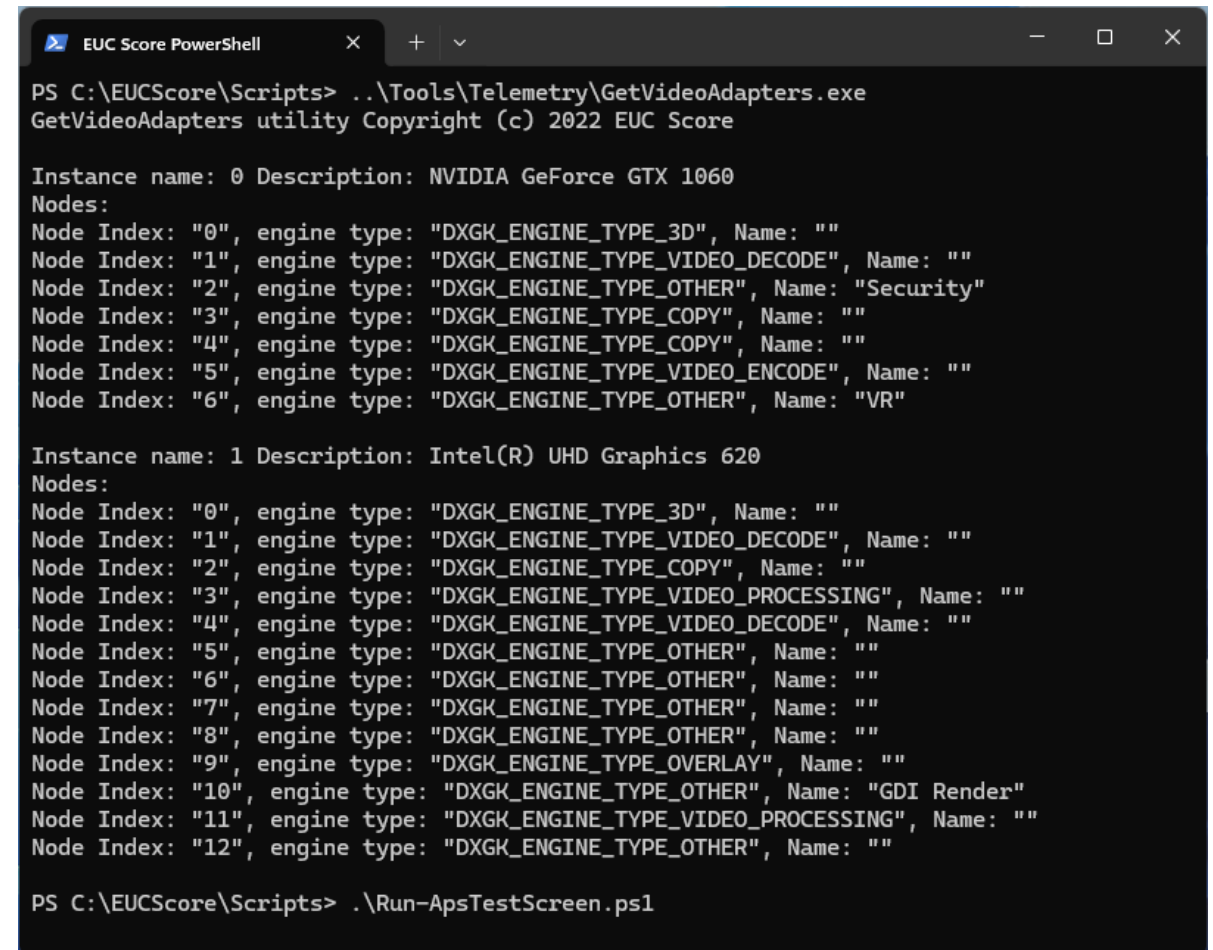 EUC Score PowerShell
PS C:\EUCScore\Scripts> ..\Tools\Telemetry\GetVideoAdapters.exe
GetVideoAdapters utility Copyright (c) 2022 EUC Score
Instance name: 0 Description: NVIDIA GeForce GTX 1060
Nodes:
Node Index: "0", engine type: "DXGK_ENGINE_TYPE_3D", Name: ""
Node Index: "1", engine type: "DXGK_ENGINE_TYPE_VIDEO_DECODE", Name: ""
Node Index: "2", engine type: "DXGK_ENGINE_TYPE_OTHER", Name: "Security"
Node Index: "3", engine type: "DXGK_ENGINE_TYPE_COPY", Name: ""
Node Index: "4", engine type: "DXGK_ENGINE_TYPE_COPY", Name: ""
Node Index: "5", engine type: "DXGK_ENGINE_TYPE_VIDEO_ENCODE", Name: ""
Node Index: "6", engine type: "DXGK_ENGINE_TYPE_OTHER", Name: "VR"
Instance name: 1 Description: Intel(R) UHD Graphics 620
Nodes:
Node Index: "0", engine type: "DXGK_ENGINE_TYPE_3D", Name: ""
Node Index: "1", engine type: "DXGK_ENGINE_TYPE_VIDEO_DECODE", Name: ""
Node Index: "2", engine type: "DXGK_ENGINE_TYPE_COPY", Name: ""
Node Index: "3", engine type: "DXGK_ENGINE_TYPE_VIDEO_PROCESSING", Name: ""
Node Index: "4", engine type: "DXGK_ENGINE_TYPE_VIDEO_DECODE", Name: ""
Node Index: "5", engine type: "DXGK_ENGINE_TYPE_OTHER", Name: ""
Node Index: "6", engine type: "DXGK_ENGINE_TYPE_OTHER", Name: ""
Node Index: "7", engine type: "DXGK_ENGINE_TYPE_OTHER", Name: ""
Node Index: "8", engine type: "DXGK_ENGINE_TYPE_OTHER", Name: ""
Node Index: "9", engine type: "DXGK_ENGINE_TYPE_OVERLAY", Name: ""
Node Index: "10", engine type: "DXGK_ENGINE_TYPE_OTHER", Name: "GDI Render"
Node Index: "11", engine type: "DXGK_ENGINE_TYPE_VIDEO_PROCESSING", Name: ""
Node Index: "12", engine type: "DXGK_ENGINE_TYPE_OTHER", Name: ""
PS C:\EUCScore\Scripts> .\Run-ApsTestScreen.ps1